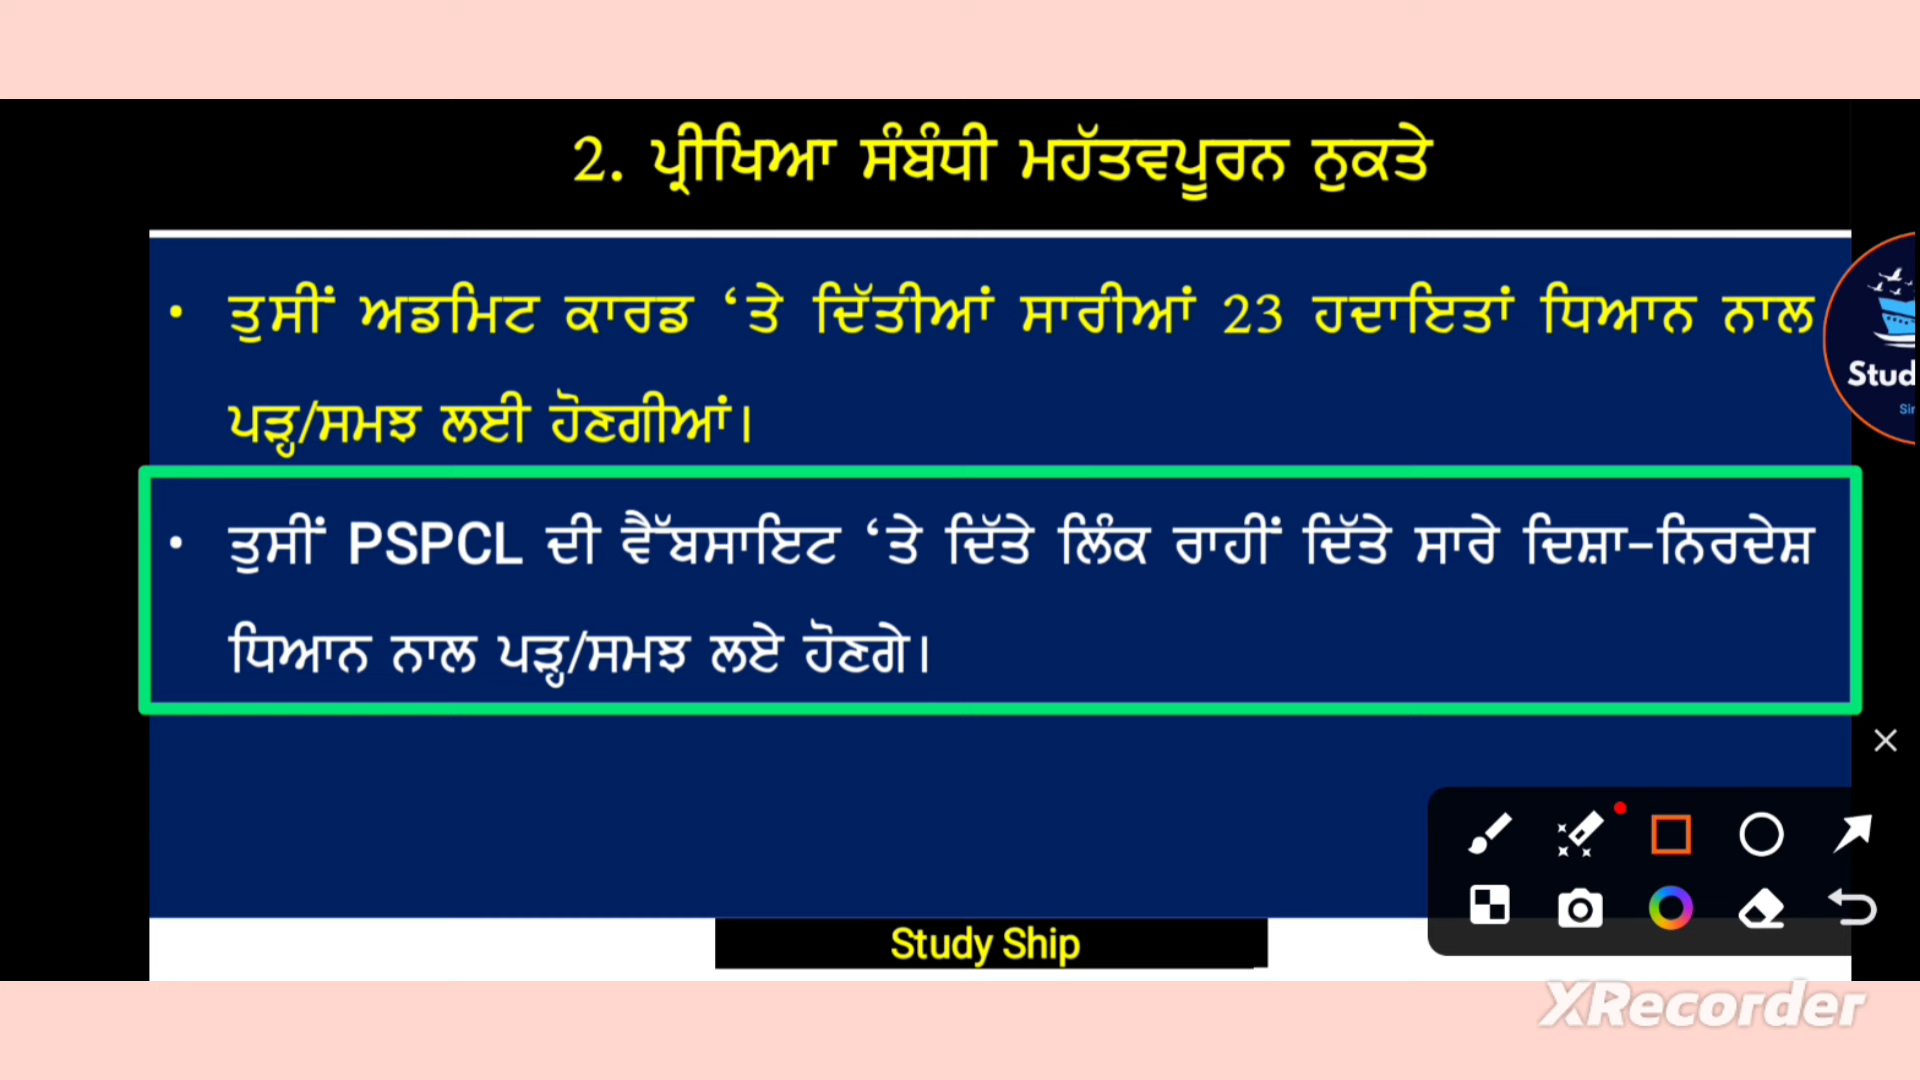 2. ਪ੍ਰੀਖਿਆ ਸੰਬੰਧੀ ਮਹੱਤਵਪੂਰਨ ਨੁਕਤੇ
• ਤੁਸੀਂ ਅਡਮਿਟ ਕਾਰਡ ‘ਤੇ ਦਿੱਤੀਆਂ ਸਾਰੀਆਂ 23 ਹਦਾਇਤਾਂ ਧਿਆਨ ਨਾਲ
ਪੜ੍ਹ/ਸਮਝ ਲਈ ਹੋਣਗੀਆਂ।
• ਤੁਸੀਂ PSPCL ਦੀ ਵੈੱਬਸਾਇਟ ‘ਤੇ ਦਿੱਤੇ ਲਿੰਕ ਰਾਹੀਂ ਦਿੱਤੇ ਸਾਰੇ ਦਿਸ਼ਾ-ਨਿਰਦੇਸ਼
ਧਿਆਨ ਨਾਲ ਪੜ੍ਹ/ਸਮਝ ਲਏ ਹੋਣਗੇ।
Stud
Study Ship
XRecorder